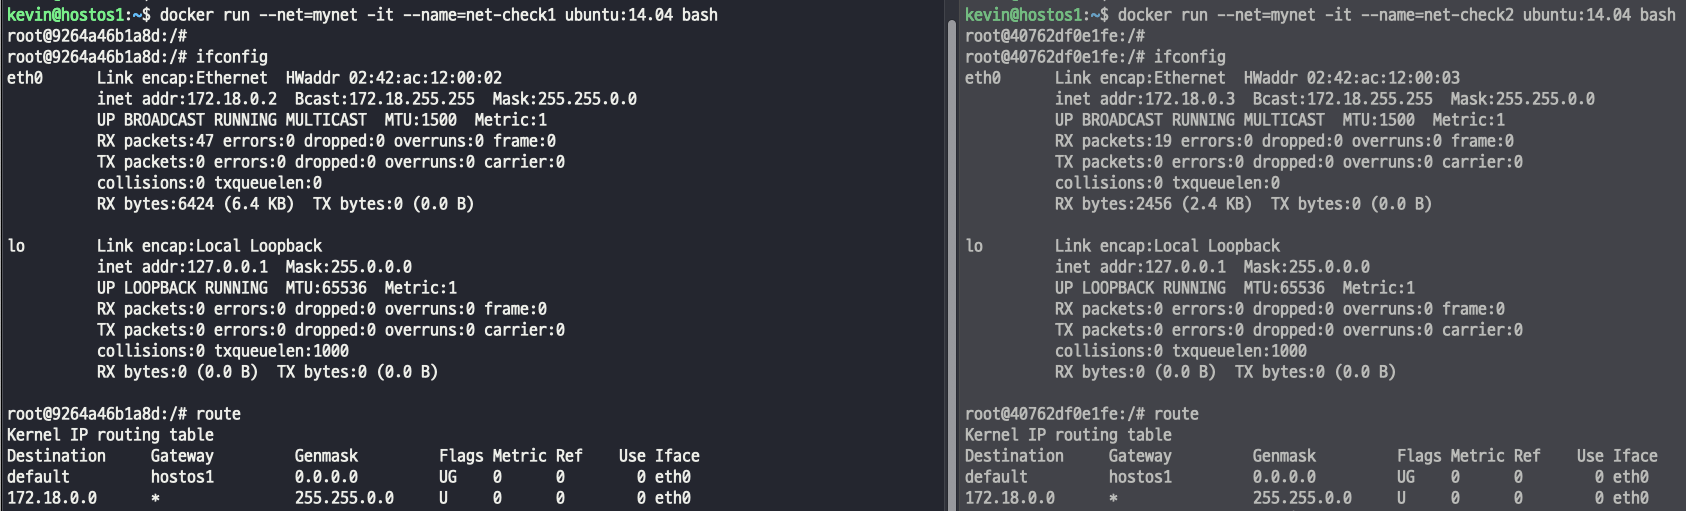 kevin@hostos1:~$ docker run --net=mynet -it --name=net-check1 ubuntu:14.04 bash
root@9264a46b1a8d:/#
root@9264a46b1a8d:/# ifconfig
eth0      Link encap:Ethernet  HWaddr 02:42:ac:12:00:02
          inet addr:172.18.0.2  Bcast:172.18.255.255  Mask:255.255.0.0
          UP BROADCAST RUNNING MULTICAST  MTU:1500  Metric:1
          RX packets:47 errors:0 dropped:0 overruns:0 frame:0
          TX packets:0 errors:0 dropped:0 overruns:0 carrier:0
          collisions:0 txqueuelen:0
          RX bytes:6424 (6.4 KB)  TX bytes:0 (0.0 B)

lo        Link encap:Local Loopback
          inet addr:127.0.0.1  Mask:255.0.0.0
          UP LOOPBACK RUNNING  MTU:65536  Metric:1
          RX packets:0 errors:0 dropped:0 overruns:0 frame:0
          TX packets:0 errors:0 dropped:0 overruns:0 carrier:0
          collisions:0 txqueuelen:1000
          RX bytes:0 (0.0 B)  TX bytes:0 (0.0 B)

root@9264a46b1a8d:/# route
Kernel IP routing table
Destination     Gateway         Genmask         Flags Metric Ref    Use Iface
default         hostos1         0.0.0.0         UG    0      0        0 eth0
172.18.0.0      *               255.255.0.0     U     0      0        0 eth0
kevin@hostos1:~$ docker run --net=mynet -it --name=net-check2 ubuntu:14.04 bash
root@40762df0e1fe:/#
root@40762df0e1fe:/# ifconfig
eth0      Link encap:Ethernet  HWaddr 02:42:ac:12:00:03
          inet addr:172.18.0.3  Bcast:172.18.255.255  Mask:255.255.0.0
          UP BROADCAST RUNNING MULTICAST  MTU:1500  Metric:1
          RX packets:19 errors:0 dropped:0 overruns:0 frame:0
          TX packets:0 errors:0 dropped:0 overruns:0 carrier:0
          collisions:0 txqueuelen:0
          RX bytes:2456 (2.4 KB)  TX bytes:0 (0.0 B)

lo        Link encap:Local Loopback
          inet addr:127.0.0.1  Mask:255.0.0.0
          UP LOOPBACK RUNNING  MTU:65536  Metric:1
          RX packets:0 errors:0 dropped:0 overruns:0 frame:0
          TX packets:0 errors:0 dropped:0 overruns:0 carrier:0
          collisions:0 txqueuelen:1000
          RX bytes:0 (0.0 B)  TX bytes:0 (0.0 B)

root@40762df0e1fe:/# route
Kernel IP routing table
Destination     Gateway         Genmask         Flags Metric Ref    Use Iface
default         hostos1         0.0.0.0         UG    0      0        0 eth0
172.18.0.0      *               255.255.0.0     U     0      0        0 eth0